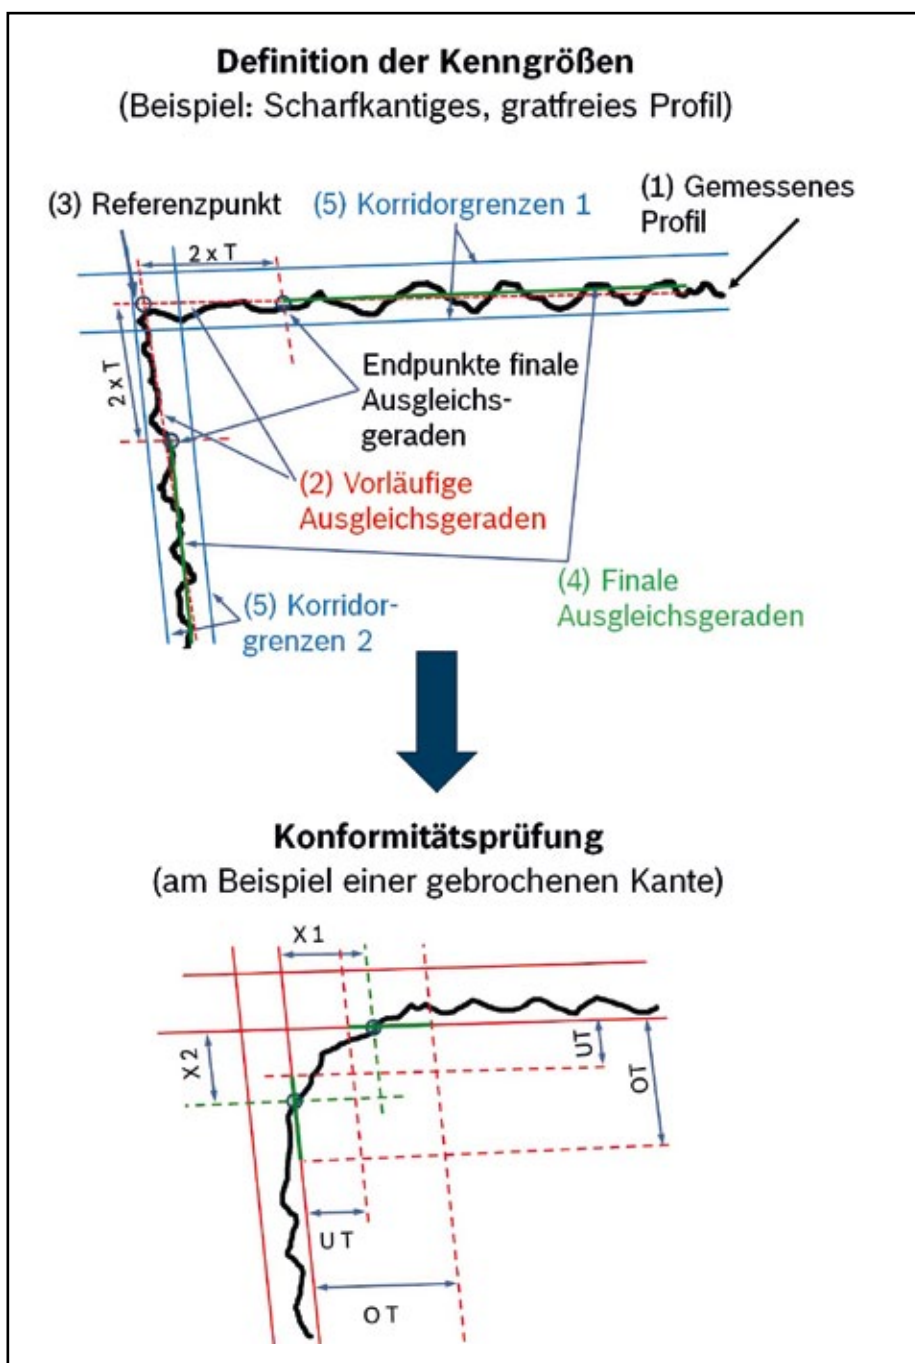 Definition der Kenngrößen
(Beispiel: Scharfkantiges, gratfreies Profil)
(3) Referenzpunkt
(5) Korridorgrenzen 1
(1) Gemessenes
Profil
2 x T
2 x T
Endpunkte finale
Ausgleichs-
geraden
(2) Vorläufige
Ausgleichsgeraden
(4) Finale
Ausgleichsgeraden
(5) Korridor-
grenzen 2
Konformitätsprüfung
(am Beispiel einer gebrochenen Kante)
X 1
X 2
UT
OT
UT
OT